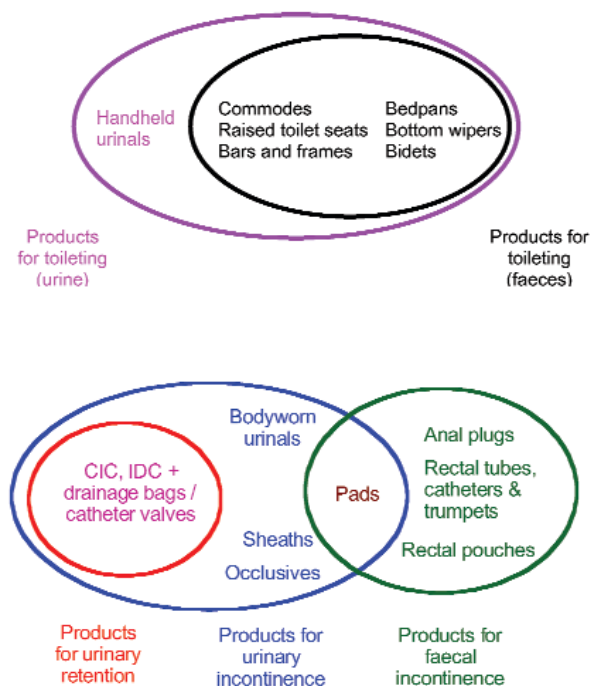 Handheld
urinals
Commodes
Raised toilet seats
Bars and frames
Bedpans
Bottom wipers
Bidets
Products
for toileting
(urine)
Products for
toileting
(faeces)
Bodyworn
urinals
CIC, IDC +
drainage bags /
catheter valves
Sheaths
Occlusives
Pads
Anal plugs
Rectal tubes,
catheters &
trumpets
Rectal pouches
Products
for urinary
retention
Products for
urinary
incontinence
Products for
faecal
incontinence